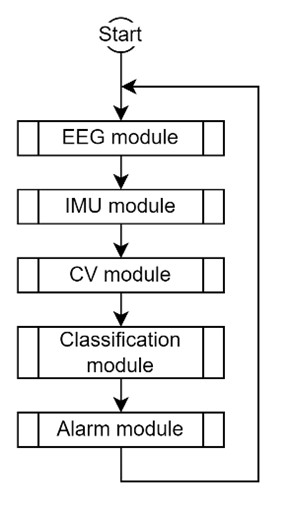 Start
EEG module
IMU module
CV module
Classification
module
Alarm module